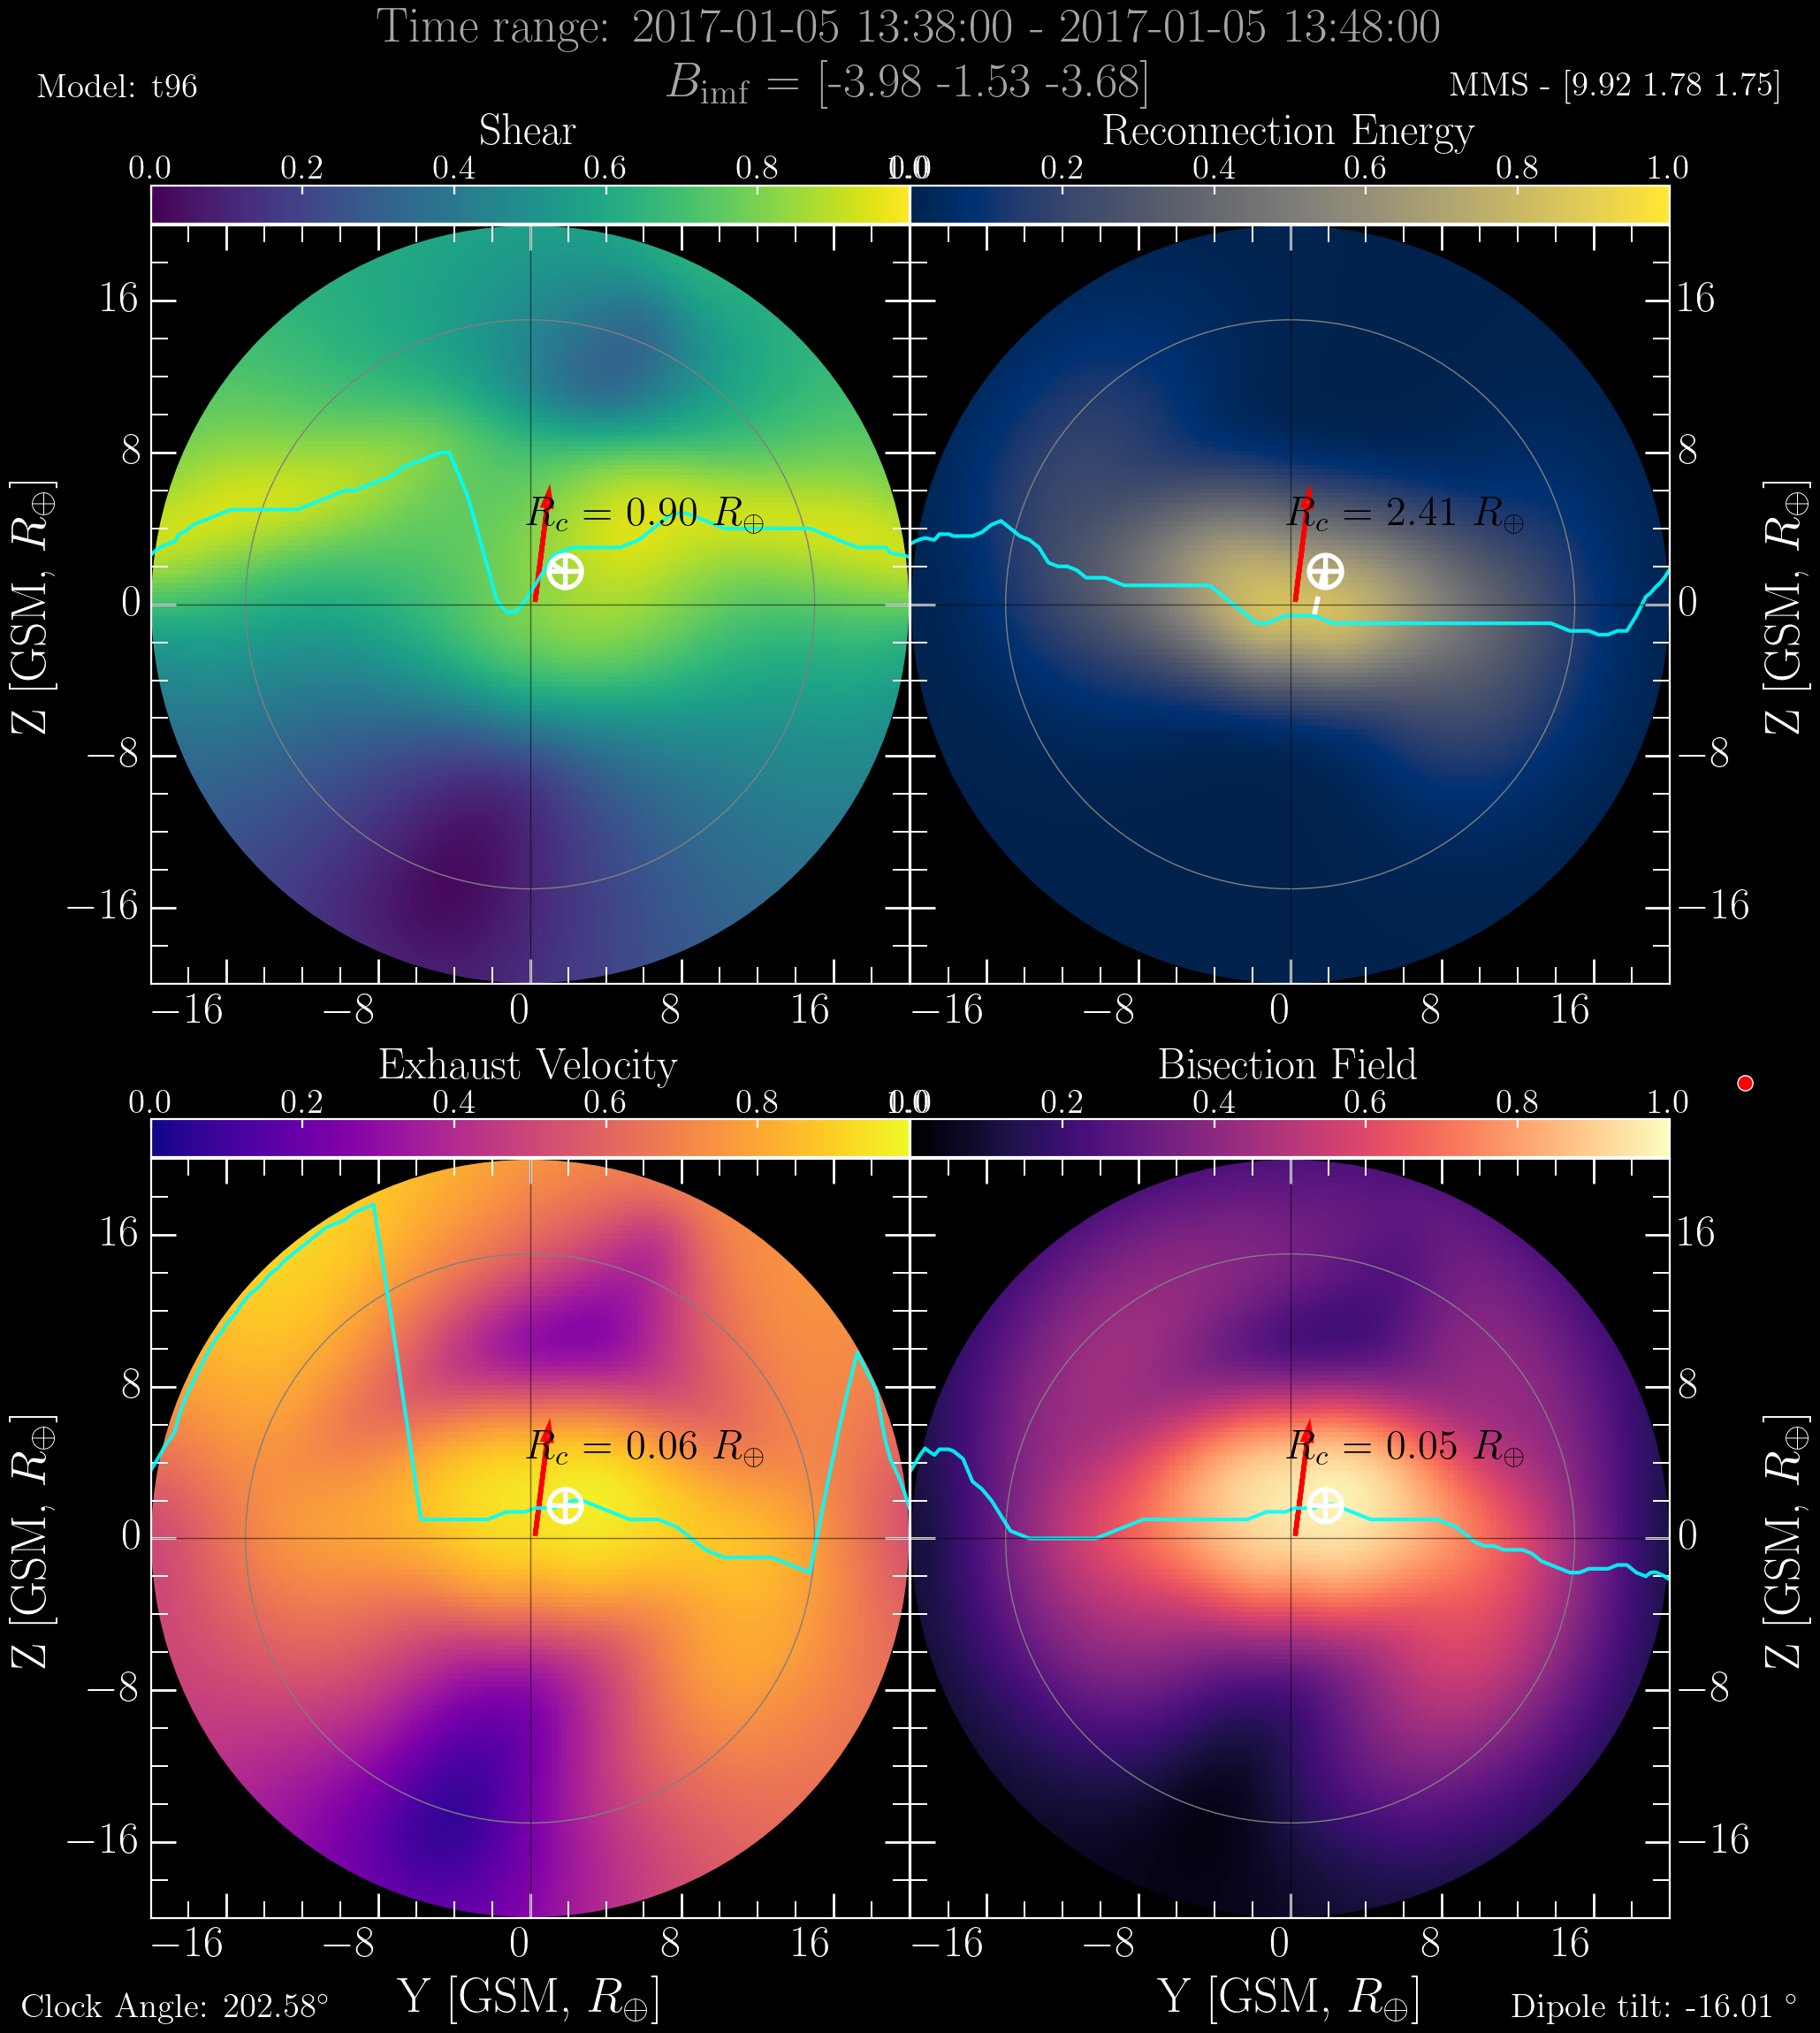 Time range: 2017-01-05 13:38:00 - 2017-01-05 13:48:00
Model: t96
B_imf = [-3.98 -1.53 -3.68]
MMS - [9.92 1.78 1.75]
Shear
Reconnection Energy
0.0 0.2 0.4 0.6 0.8 1.0
0.0 0.2 0.4 0.6 0.8 1.0
16
8
0
−8
−16
Z [GSM, R⊕]
R_c = 0.90 R⊕
R_c = 2.41 R⊕
16
8
0
−8
−16
Z [GSM, R⊕]
−16 −8 0 8 16
−16 −8 0 8 16
Exhaust Velocity
Bisection Field
0.0 0.2 0.4 0.6 0.8 1.0
0.0 0.2 0.4 0.6 0.8 1.0
16
8
0
−8
−16
Z [GSM, R⊕]
R_c = 0.06 R⊕
R_c = 0.05 R⊕
16
8
0
−8
−16
Z [GSM, R⊕]
−16 −8 0 8 16
−16 −8 0 8 16
Y [GSM, R⊕]
Y [GSM, R⊕]
Clock Angle: 202.58°
Dipole tilt: -16.01 °